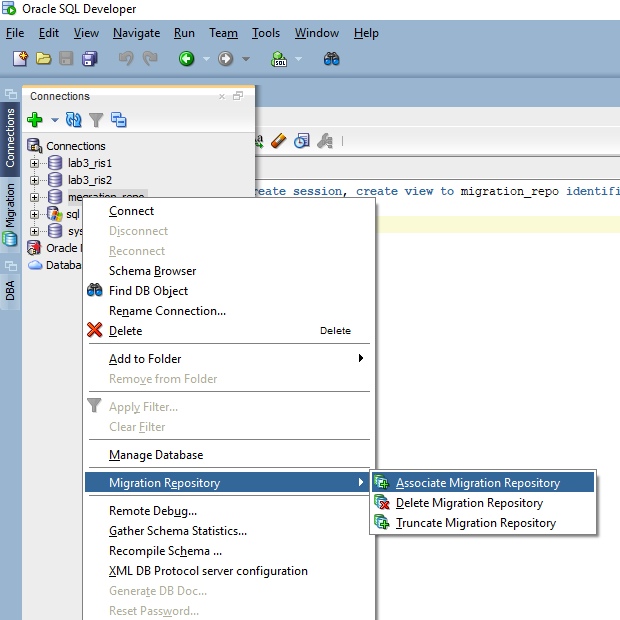 Oracle SQL Developer
File Edit View Navigate Run Team Tools Window Help
Connections
Connections
Migration
DBA
Connections
lab3_ris1
lab3_ris2
megration_repo
sql
sys
Oracle
Databa
create session, create view to migration_repo identifi
Connect
Disconnect
Reconnect
Schema Browser
Find DB Object
Rename Connection...
Delete Delete
Add to Folder
Remove from Folder
Apply Filter...
Clear Filter
Manage Database
Migration Repository
Associate Migration Repository
Delete Migration Repository
Truncate Migration Repository
Remote Debug...
Gather Schema Statistics...
Recompile Schema ...
XML DB Protocol server configuration
Generate DB Doc...
Reset Password...